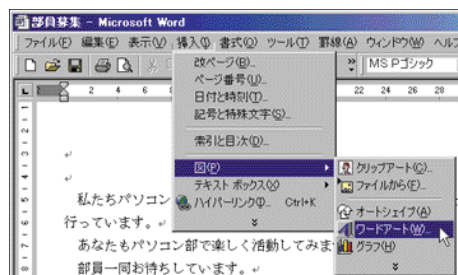 部員募集 - Microsoft Word
ファイル(F) 編集(E) 表示(V) 挿入(I) 書式(O) ツール(T) 罫線(A) ウィンドウ(W) ヘル
MS Pゴシック
2 4 6 22 24 26 28
改ページ(B)...
ページ番号(U)...
日付と時刻(T)...
記号と特殊文字(S)...
索引と目次(D)...
図(P)
テキスト ボックス(X)
ハイパーリンク(I)... Ctrl+K
クリップアート(C)...
ファイルから(F)...
オートシェイプ(A)
ワードアート(W)...
グラフ(H)
私たちパソコン
行っています。
あなたもパソコン部で楽しく活動してみま
部員一同お待ちしています。